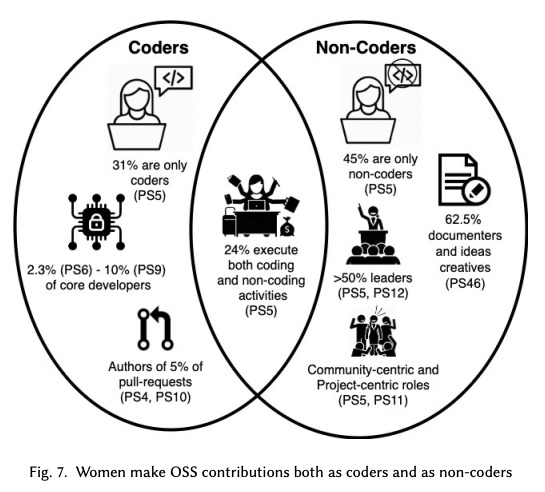 Coders
Non-Coders
</>
31% are only
coders
(PS5)
2.3% (PS6) - 10% (PS9)
of core developers
Authors of 5% of
pull-requests
(PS4, PS10)
$
24% execute
both coding
and non-coding
activities
(PS5)
</>
45% are only
non-coders
(PS5)
>50% leaders
(PS5, PS12)
Community-centric and
Project-centric roles
(PS5, PS11)
62.5%
documenters
and ideas
creatives
(PS46)
Fig. 7. Women make OSS contributions both as coders and as non-coders